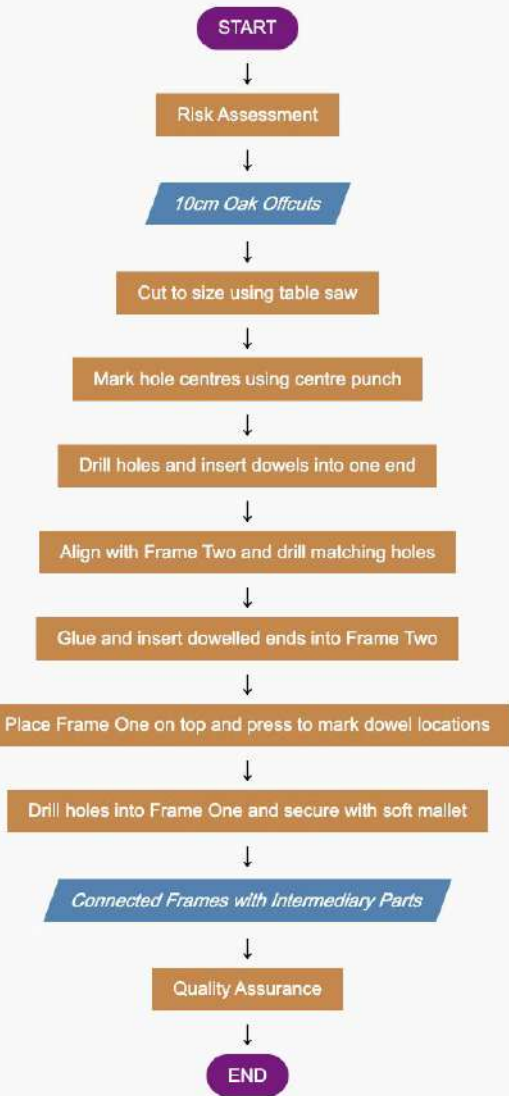 START
Risk Assessment
10cm Oak Offcuts
Cut to size using table saw
Mark hole centres using centre punch
Drill holes and insert dowels into one end
Align with Frame Two and drill matching holes
Glue and insert dowelled ends into Frame Two
Place Frame One on top and press to mark dowel locations
Drill holes into Frame One and secure with soft mallet
Connected Frames with Intermediary Parts
Quality Assurance
END